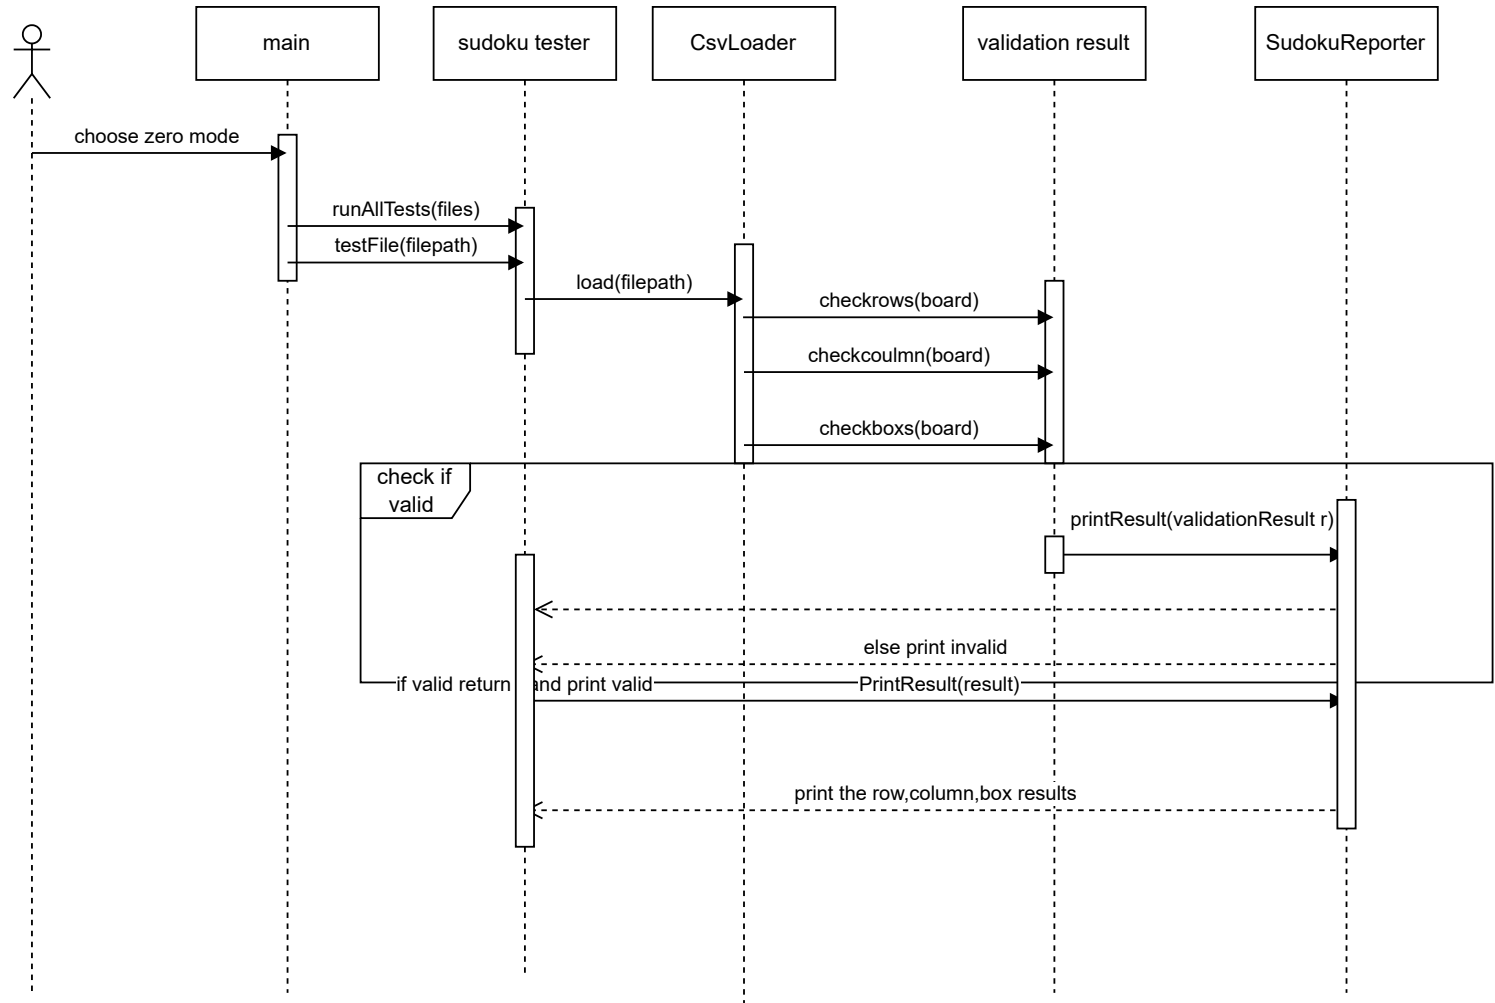 main
sudoku tester
CsvLoader
validation result
SudokuReporter
choose zero mode
runAllTests(files)
testFile(filepath)
load(filepath)
checkrows(board)
checkcoulmn(board)
checkboxs(board)
check if
valid
printResult(validationResult r)
else print invalid
if valid return and print valid
PrintResult(result)
print the row,column,box results